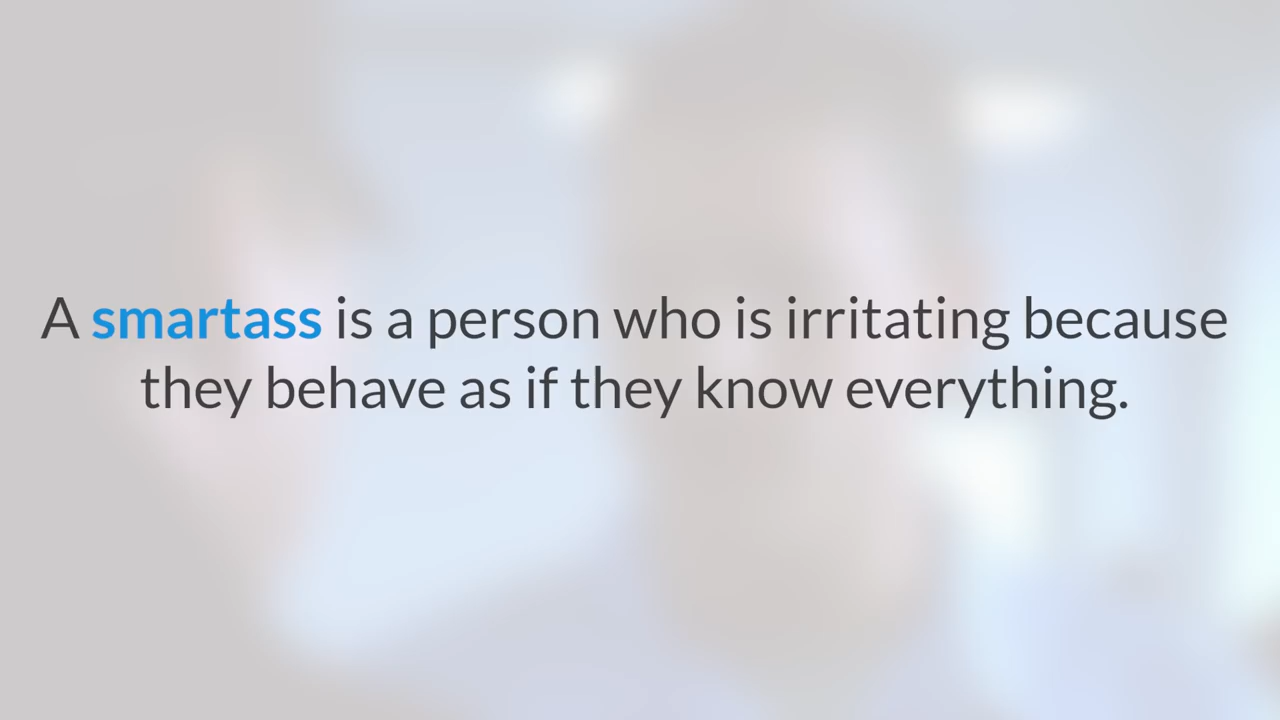 A smartass is a person who is irritating because
they behave as if they know everything.